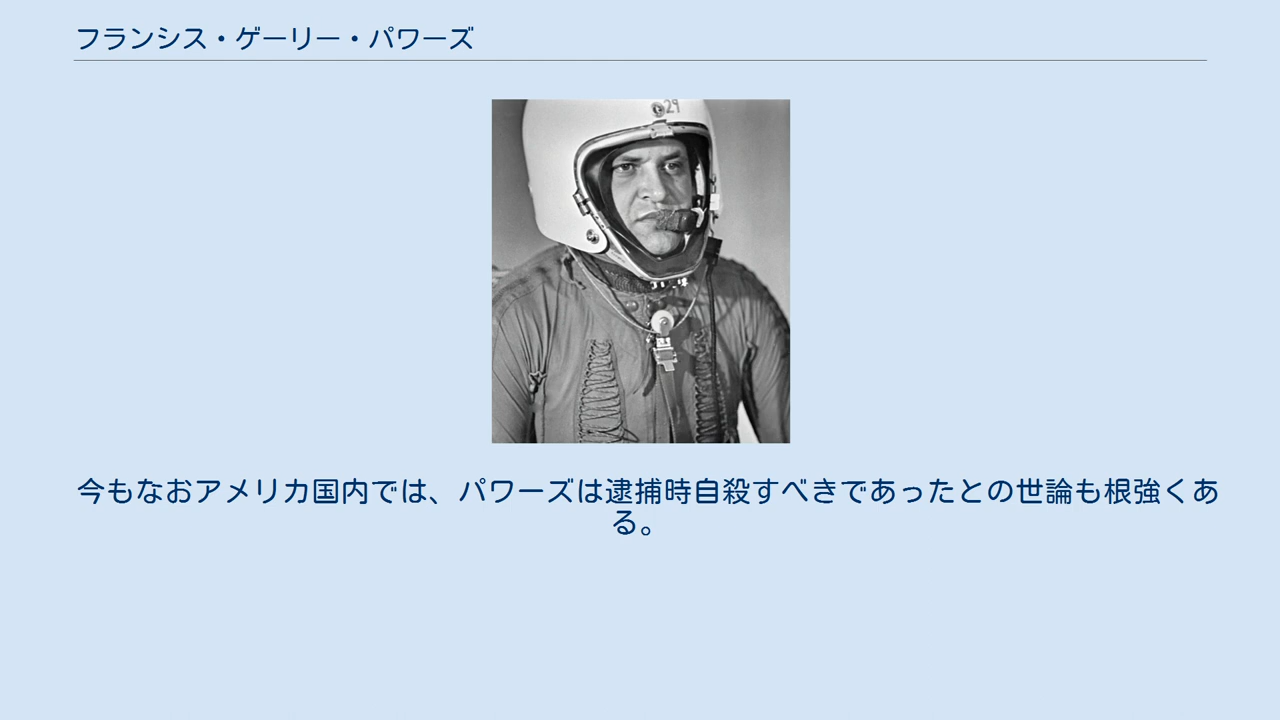 フランシス・ゲーリー・パワーズ
29
今もなおアメリカ国内では、パワーズは逮捕時自殺すべきであったとの世論も根強くあ
る。